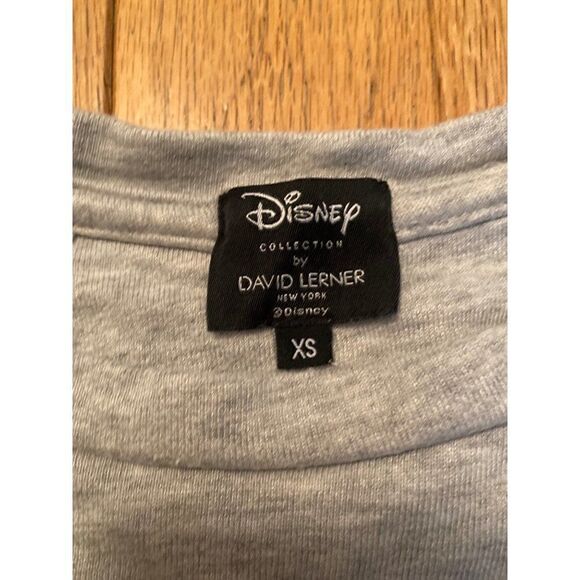 Disney
COLLECTION
by
DAVID LERNER
NEW YORK
©Disney
XS